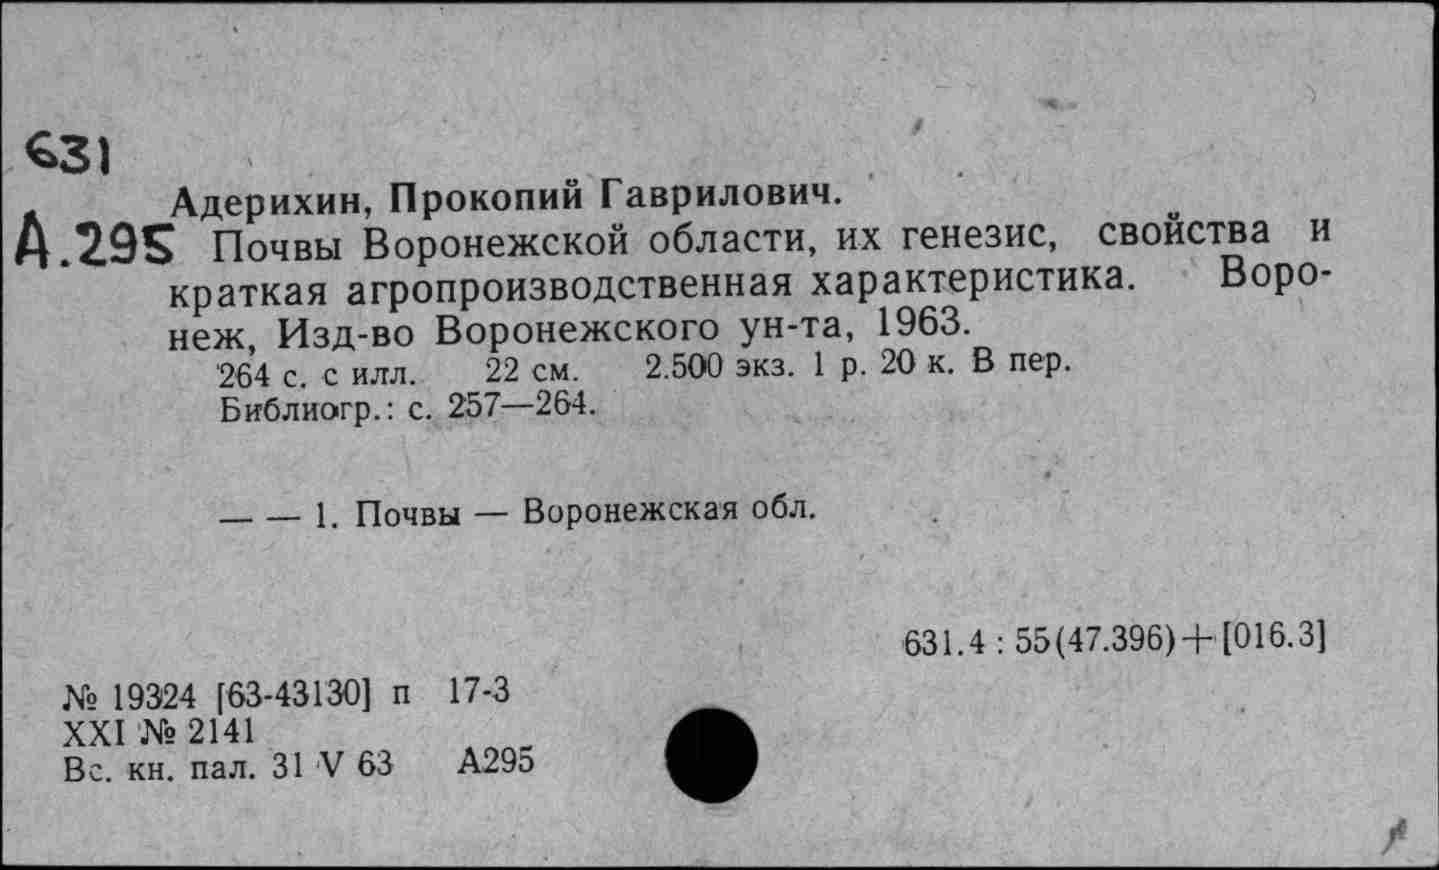 631
Адерихин, Прокопий Гаврилович.
А.295 Почвы Воронежской области, их генезис, свойства и
краткая агропроизводственная характеристика. Воро-
неж, Изд-во Воронежского ун-та, 1963.
264 с. с илл. 22 см. 2.500 экз. 1 р. 20 к. В пер.
Библиогр.: с. 257—264.
— — 1. Почвы — Воронежская обл.
631.4 : 55(47.396)+[016.3]
№ 19324 [63-43130] п 17-3
XXI № 2141
Вс. кн. пал. 31 V 63 А295